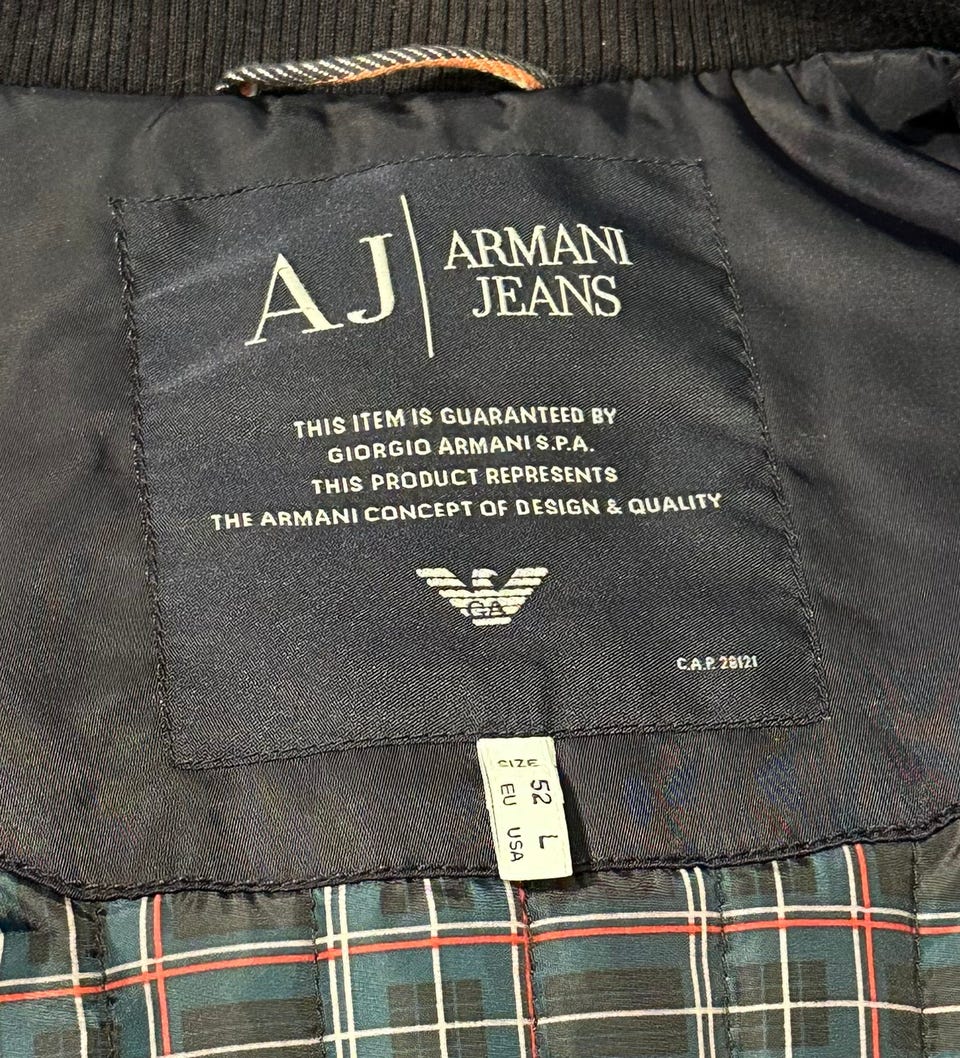 AJ
ARMANI
JEANS
THIS ITEM IS GUARANTEED BY
GIORGIO ARMANI S.P.A.
THIS PRODUCT REPRESENTS
THE ARMANI CONCEPT OF DESIGN & QUALITY
GA
C.A.P. 28121
SIZE
52 L
EU USA